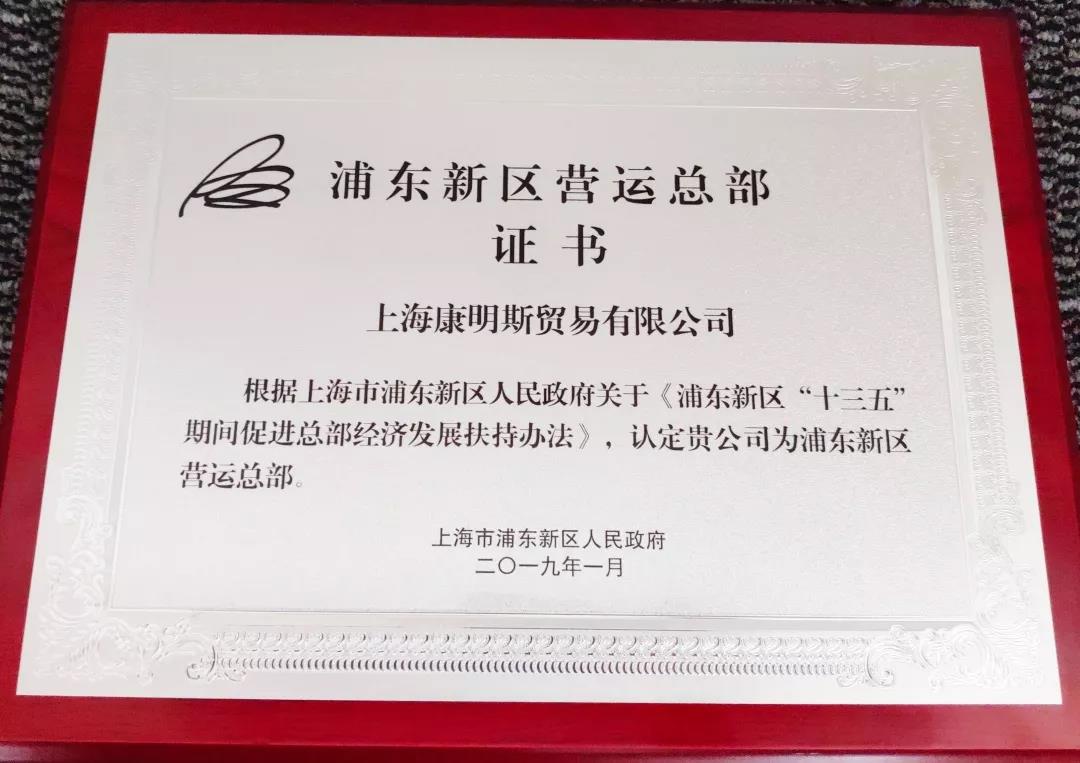 浦东新区营运总部
证书
上海康明斯贸易有限公司
根据上海市浦东新区人民政府关于《浦东新区“十三五”
期间促进总部经济发展扶持办法》，认定贵公司为浦东新区
营运总部。
上海市浦东新区人民政府
二〇一九年一月